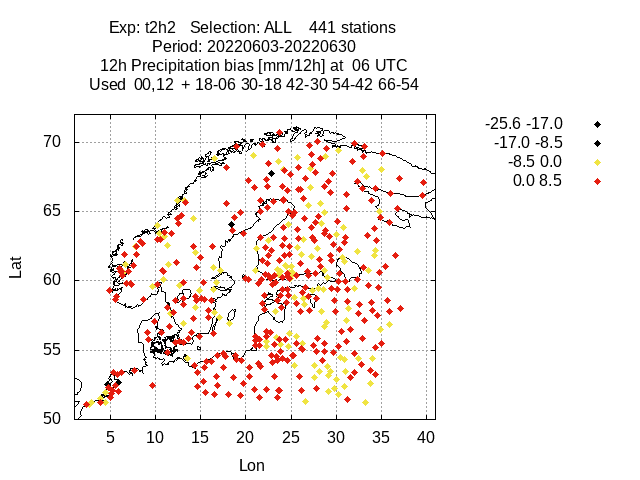 Exp: t2h2 Selection: ALL 441 stations
Period: 20220603-20220630
12h Precipitation bias [mm/12h] at 06 UTC
Used 00,12 + 18-06 30-18 42-30 54-42 66-54
-25.6 -17.0
-17.0 -8.5
-8.5 0.0
0.0 8.5
70
65
60
55
50
Lat
5 10 15 20 25 30 35 40
Lon